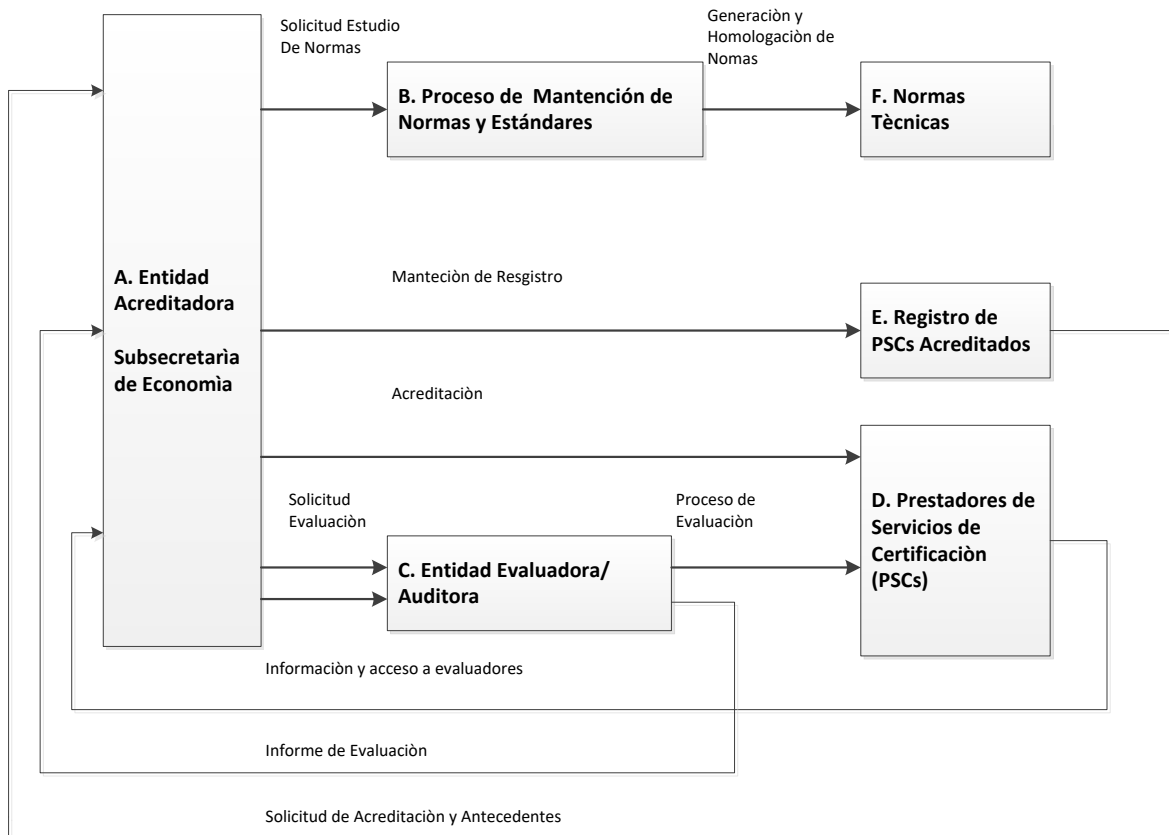 Solicitud Estudio
De Normas
Generaciòn y
Homologaciòn de
Nomas
B. Proceso de Mantención de
Normas y Estándares
F. Normas
Tècnicas
A. Entidad
Acreditadora
Subsecretarìa
de Economìa
Manteciòn de Resgistro
E. Registro de
PSCs Acreditados
Acreditaciòn
Solicitud
Evaluaciòn
Proceso de
Evaluaciòn
C. Entidad Evaluadora/
Auditora
D. Prestadores de
Servicios de
Certificaciòn
(PSCs)
Informaciòn y acceso a evaluadores
Informe de Evaluaciòn
Solicitud de Acreditaciòn y Antecedentes